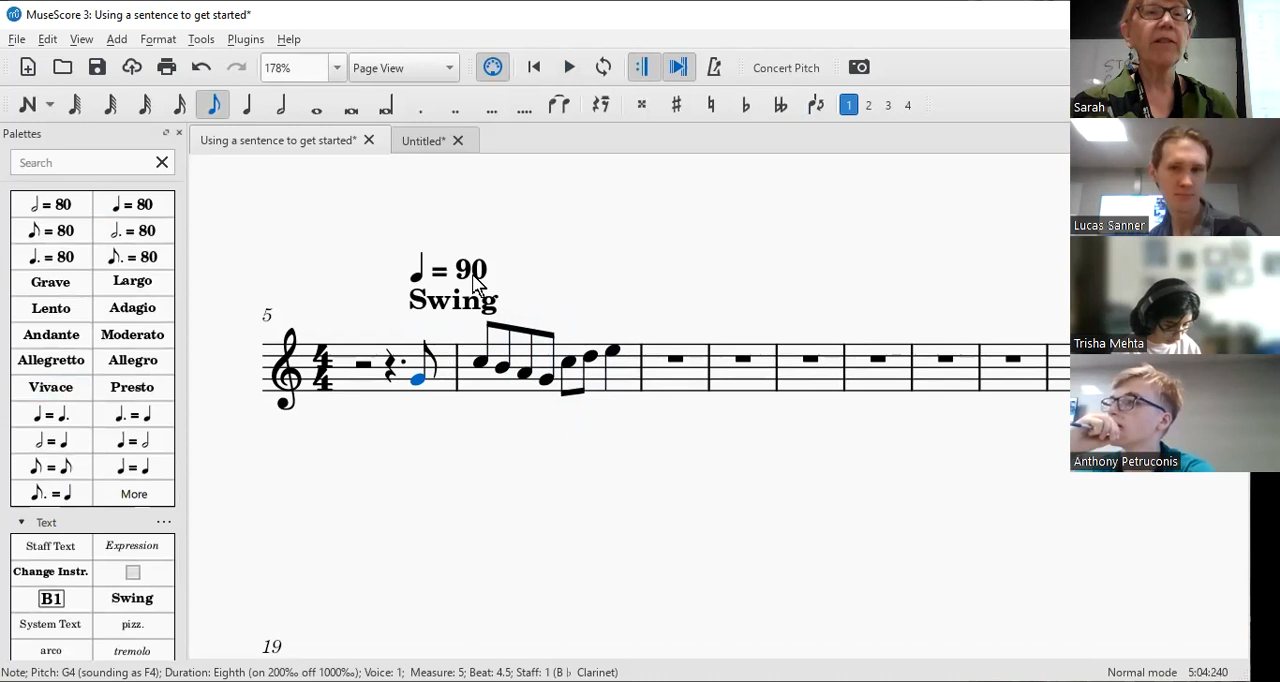 MuseScore 3: Using a sentence to get started*
File Edit View Add Format Tools Plugins Help
178% Page View Concert Pitch
1 2 3 4
Palettes
Using a sentence to get started* Untitled*
Search
= 80 = 80
= 80 = 80
= 80 = 80
Grave Largo
Lento Adagio
Andante Moderato
Allegretto Allegro
Vivace Presto
More
Text
Staff Text Expression
Change Instr.
B1 Swing
System Text pizz.
arco tremolo
= 90
Swing
5
4
4
19
Sarah
Lucas Sanner
Trisha Mehta
Anthony Petruconis
Note; Pitch: G4 (sounding as F4); Duration: Eighth (on 200‰ off 1000‰); Voice: 1; Measure: 5; Beat: 4.5; Staff: 1 (B♭ Clarinet) Normal mode 5:04:240